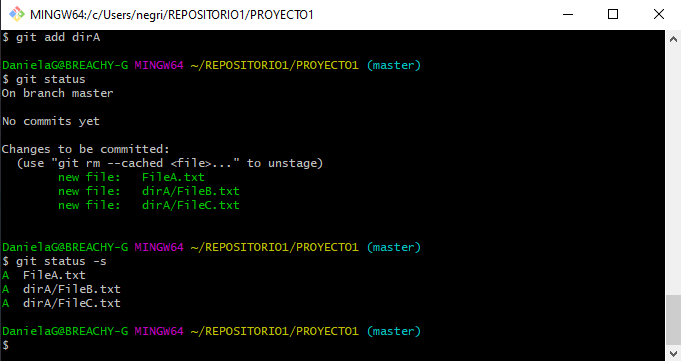 MINGW64:/c/Users/negri/REPOSITORIO1/PROYECTO1
$ git add dirA
DanielaG@BREACHY-G MINGW64 ~/REPOSITORIO1/PROYECTO1 (master)
$ git status
On branch master
No commits yet
Changes to be committed:
  (use "git rm --cached <file>..." to unstage)
        new file:   FileA.txt
        new file:   dirA/FileB.txt
        new file:   dirA/FileC.txt
DanielaG@BREACHY-G MINGW64 ~/REPOSITORIO1/PROYECTO1 (master)
$ git status -s
A  FileA.txt
A  dirA/FileB.txt
A  dirA/FileC.txt
DanielaG@BREACHY-G MINGW64 ~/REPOSITORIO1/PROYECTO1 (master)
$